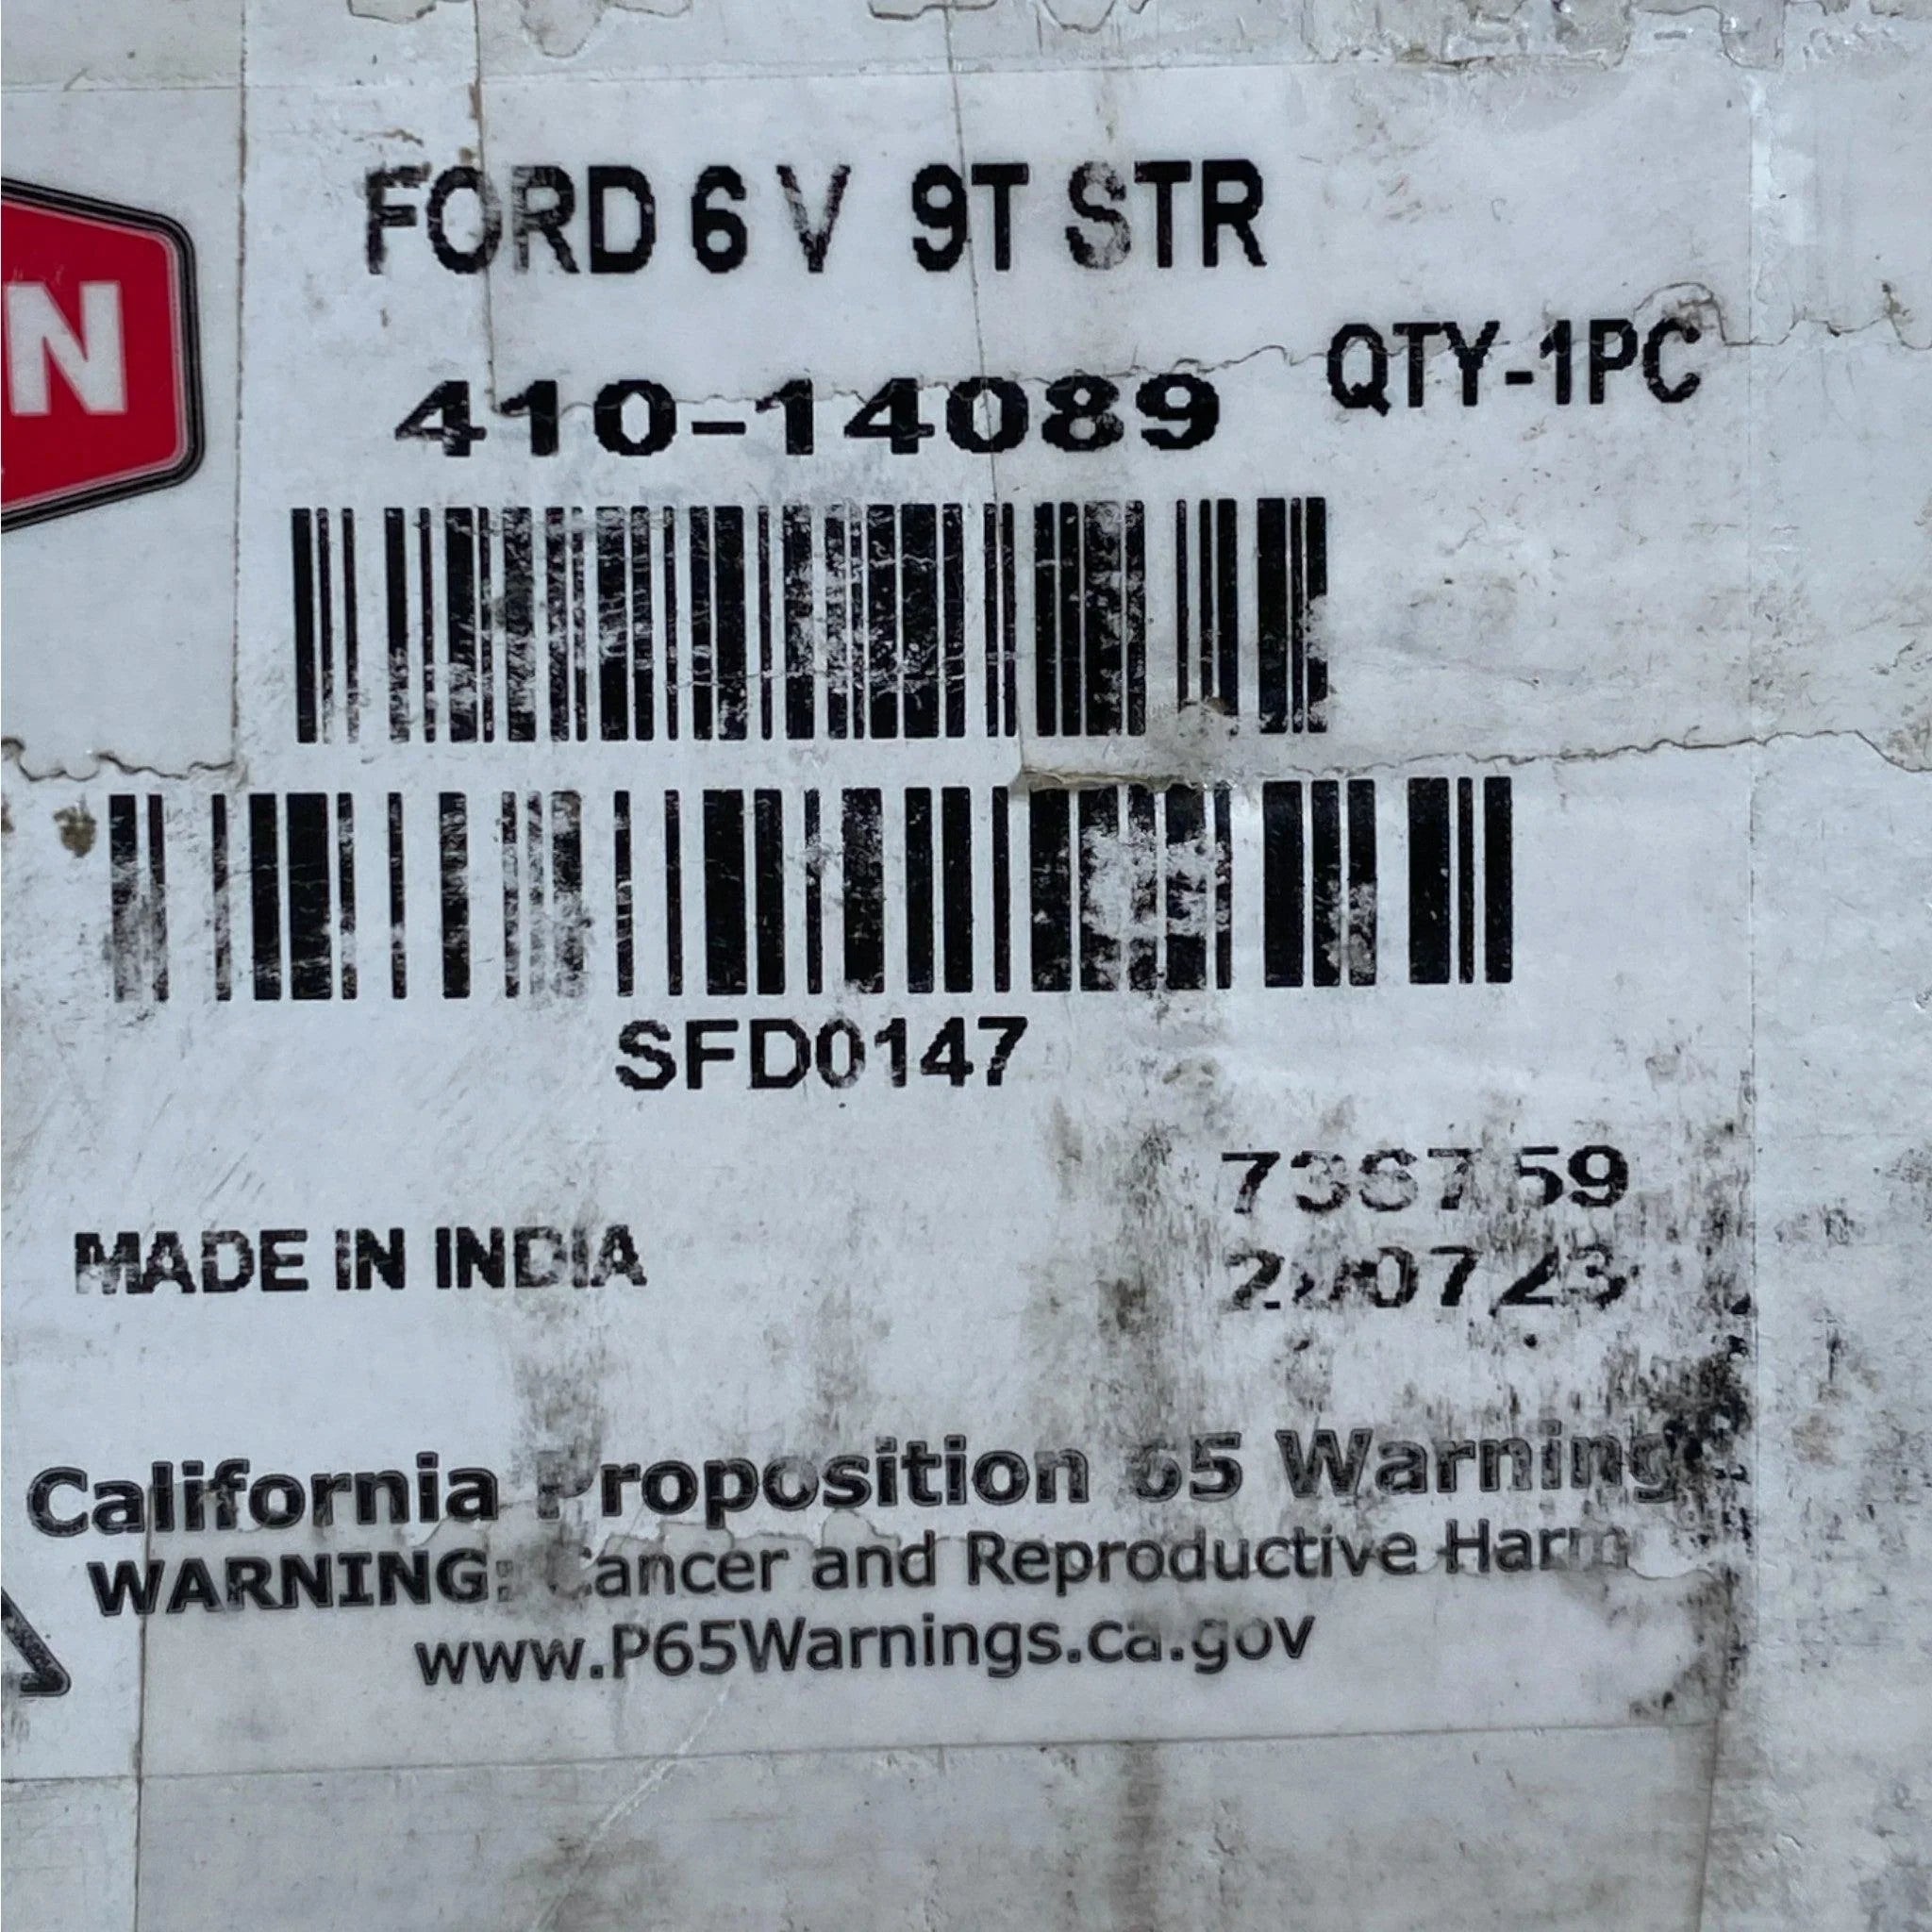 FORD 6 V 9T STR
N
QTY-1PC
410-14089
SFD0147
MADE IN INDIA
California Proposition 65 Warning
WARNING: Cancer and Reproductive Harm
www.P65Warnings.ca.gov